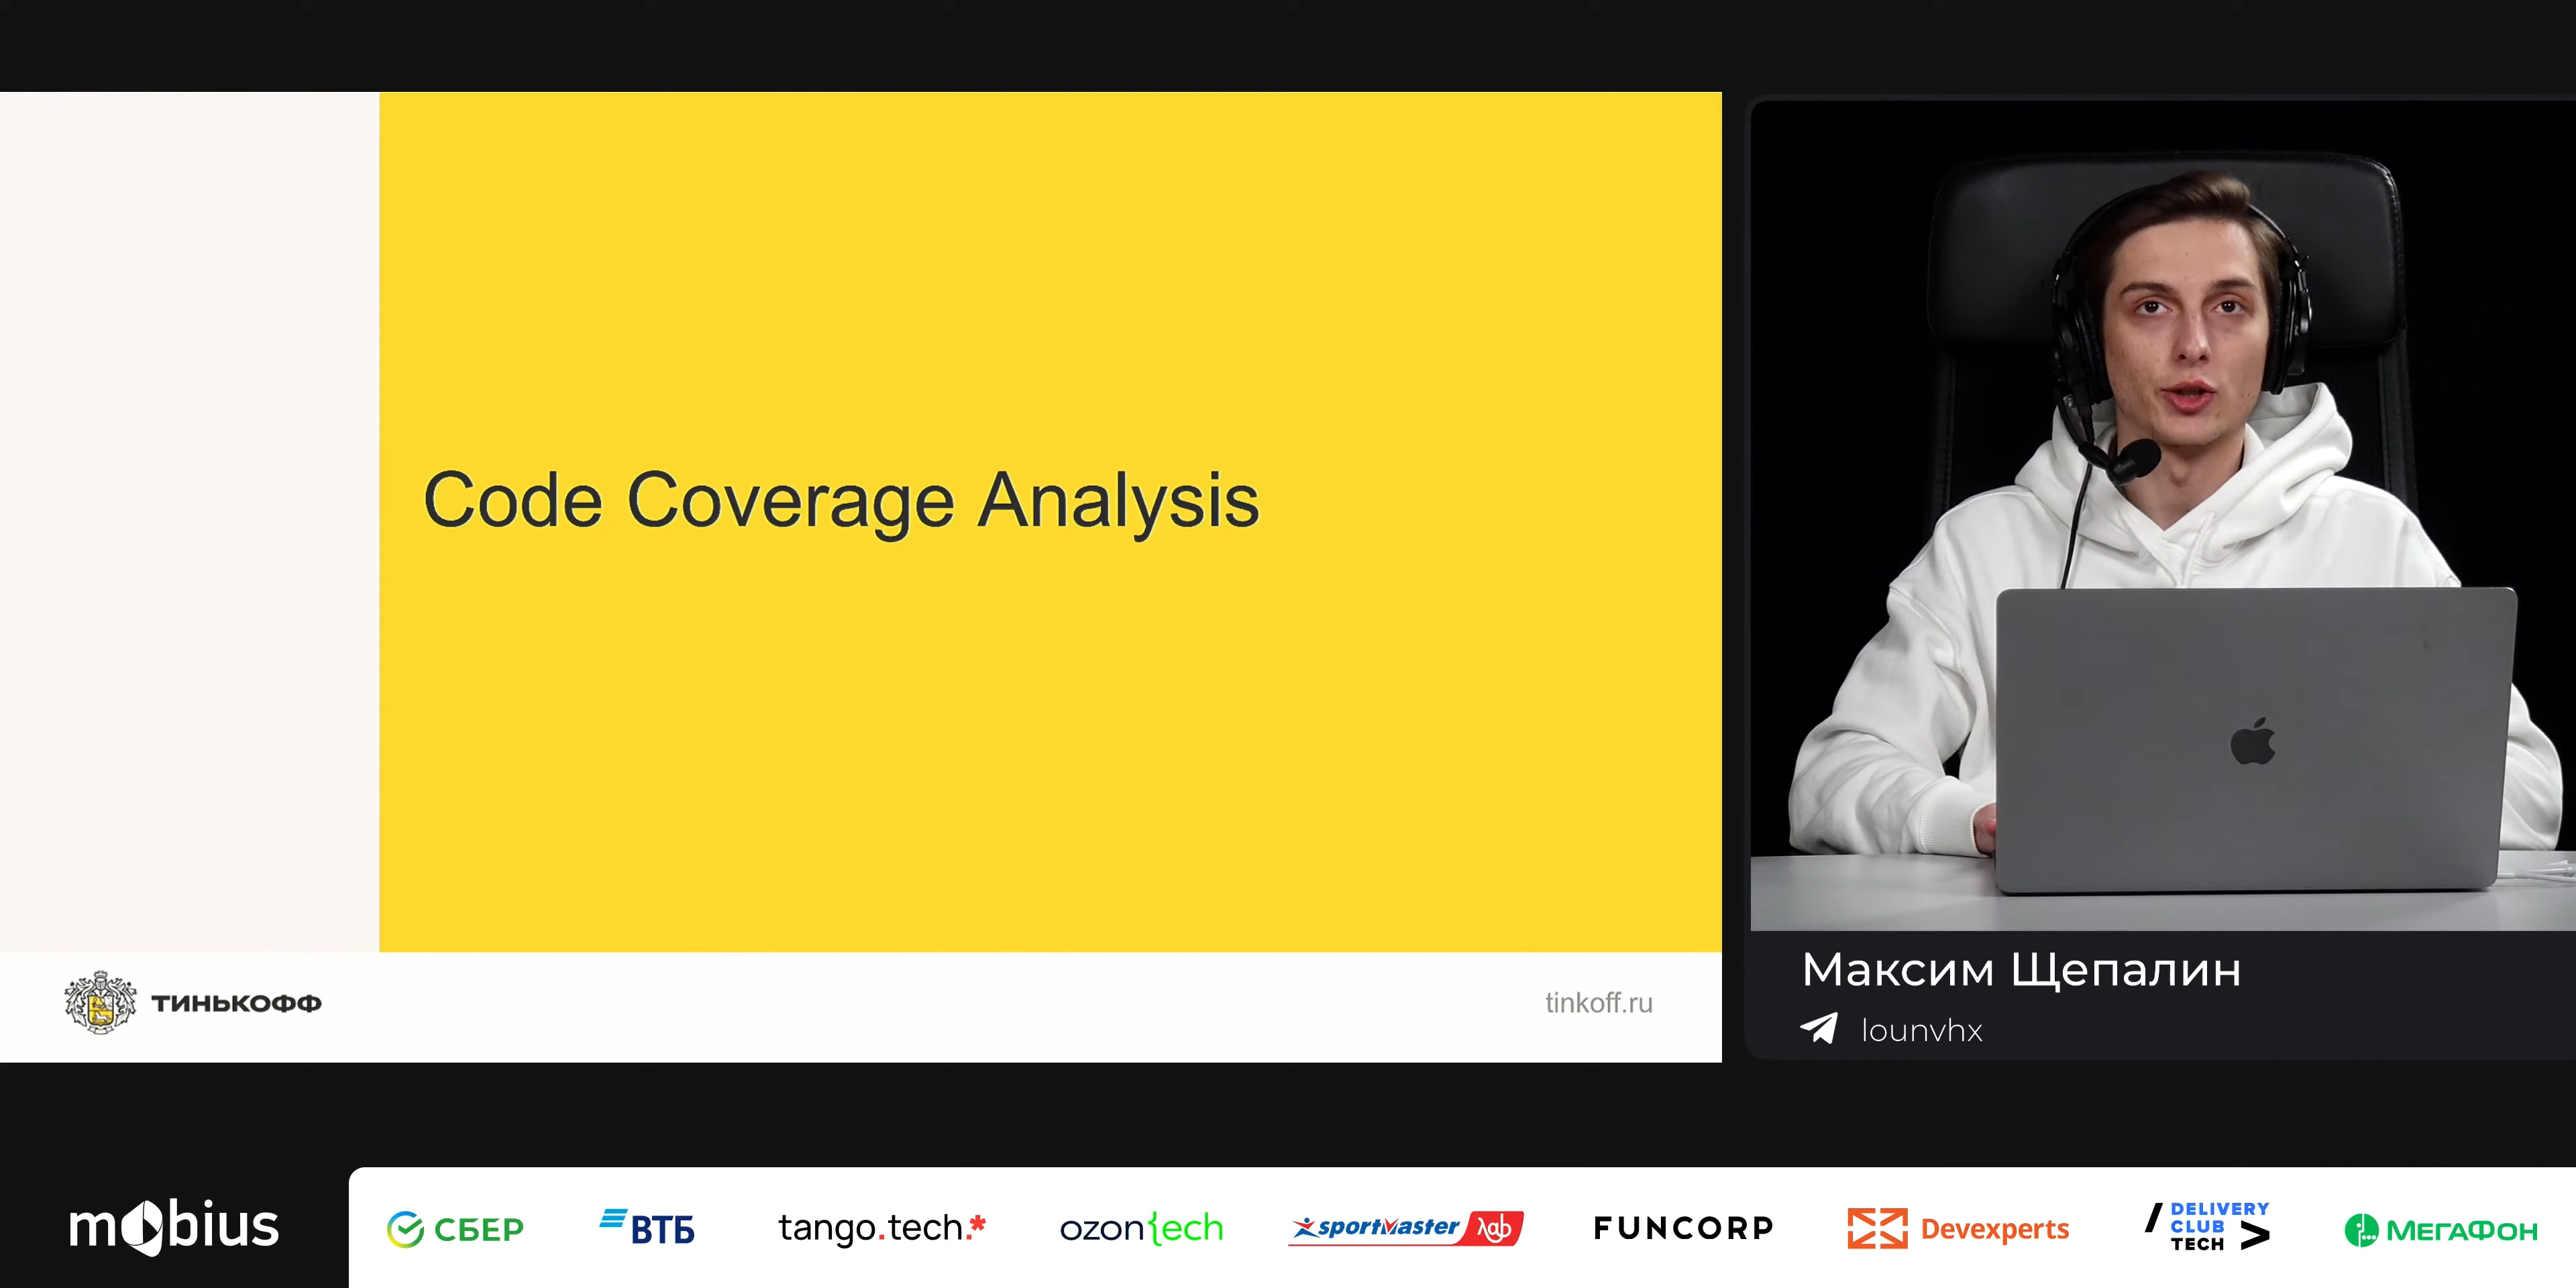 Code Coverage Analysis
ТИНЬКОФФ
tinkoff.ru
Максим Щепалин
lounvhx
mobius
СБЕР
ВТБ
tango.tech.*
ozon{ech
sportmaster lab
FUNCORP
Devexperts
/ DELIVERY CLUB TECH >
МЕГАФОН